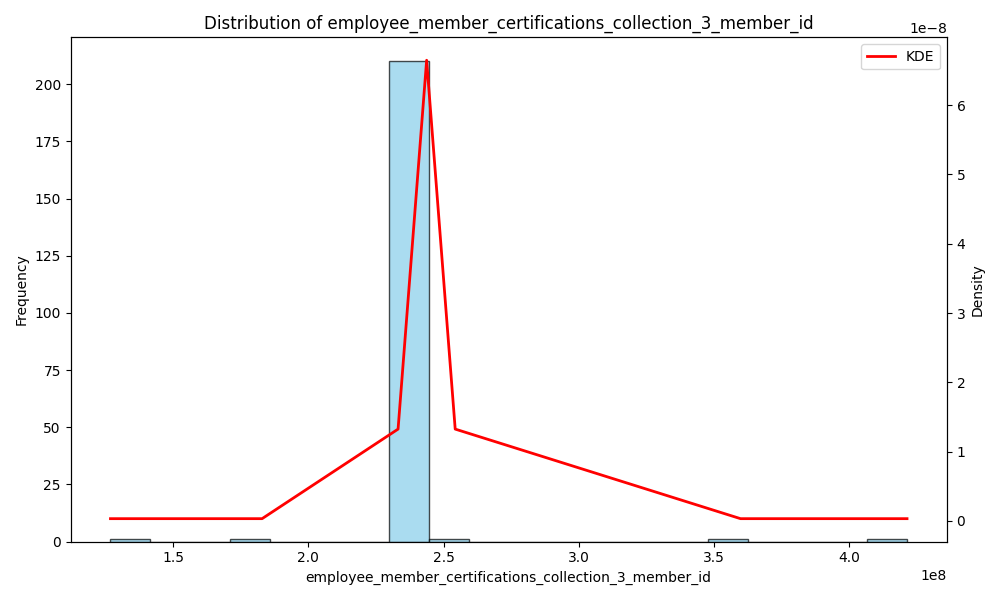 Distribution of employee_member_certifications_collection_3_member_id
1e−8
KDE
200
175
150
125
100
75
50
25
0
Frequency
6
5
4
3
2
1
0
Density
1.5 2.0 2.5 3.0 3.5 4.0
1e8
employee_member_certifications_collection_3_member_id